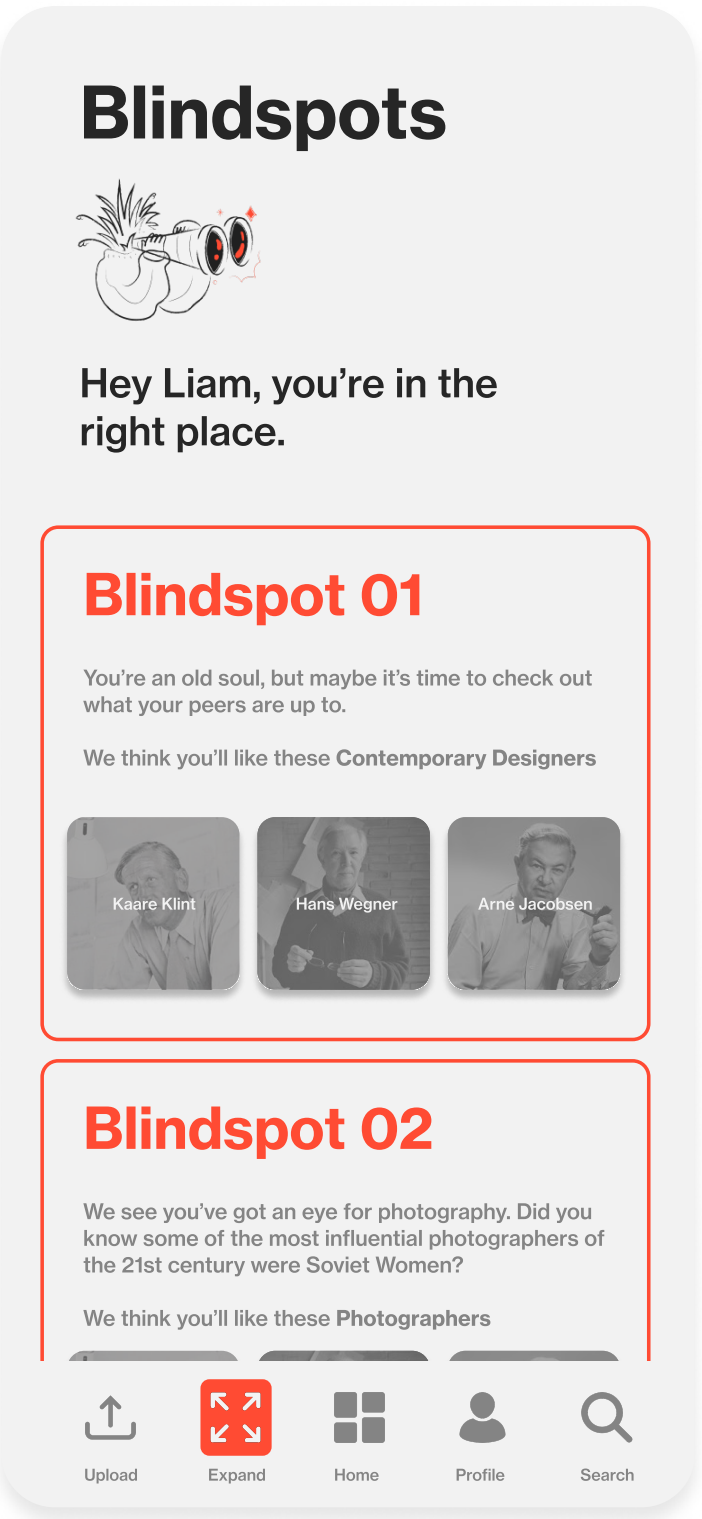 Blindspots
Hey Liam, you’re in the
right place.
Blindspot 01
You’re an old soul, but maybe it’s time to check out
what your peers are up to.
We think you’ll like these Contemporary Designers
Kaare Klint
Hans Wegner
Arne Jacobsen
Blindspot 02
We see you’ve got an eye for photography. Did you
know some of the most influential photographers of
the 21st century were Soviet Women?
We think you’ll like these Photographers
Upload
Expand
Home
Profile
Search